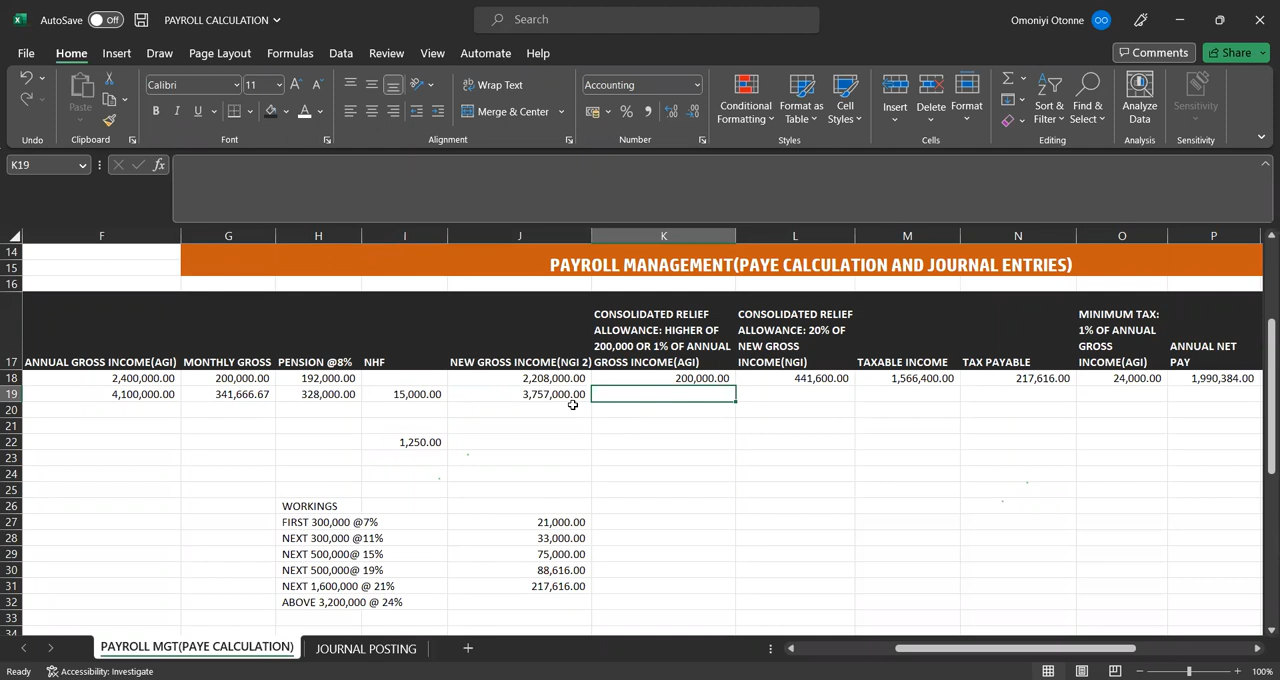 AutoSave Off PAYROLL CALCULATION Search Omoniyi Otonne OO
File Home Insert Draw Page Layout Formulas Data Review View Automate Help Comments Share
Paste Calibri 11 Wrap Text Accounting Conditional Format as Cell Insert Delete Format Sort & Find & Analyze Sensitivity
B I U Merge & Center % Formatting Table Styles Filter Select Data
Undo Clipboard Font Alignment Number Styles Cells Editing Analysis Sensitivity
K19 fx
F G H I J K L M N O P
14
15 PAYROLL MANAGEMENT(PAYE CALCULATION AND JOURNAL ENTRIES)
16
CONSOLIDATED RELIEF CONSOLIDATED RELIEF MINIMUM TAX:
ALLOWANCE: HIGHER OF ALLOWANCE: 20% OF 1% OF ANNUAL
200,000 OR 1% OF ANNUAL NEW GROSS GROSS ANNUAL NET
17 ANNUAL GROSS INCOME(AGI) MONTHLY GROSS PENSION @8% NHF NEW GROSS INCOME(NGI 2) GROSS INCOME(AGI) INCOME(NGI) TAXABLE INCOME TAX PAYABLE INCOME(AGI) PAY
18 2,400,000.00 200,000.00 192,000.00 2,208,000.00 200,000.00 441,600.00 1,566,400.00 217,616.00 24,000.00 1,990,384.00
19 4,100,000.00 341,666.67 328,000.00 15,000.00 3,757,000.00
20
21
22 1,250.00
23
24
25
26 WORKINGS
27 FIRST 300,000 @7% 21,000.00
28 NEXT 300,000 @11% 33,000.00
29 NEXT 500,000@ 15% 75,000.00
30 NEXT 500,000@ 19% 88,616.00
31 NEXT 1,600,000 @ 21% 217,616.00
32 ABOVE 3,200,000 @ 24%
33
34
PAYROLL MGT(PAYE CALCULATION) JOURNAL POSTING
Ready Accessibility: Investigate 100%